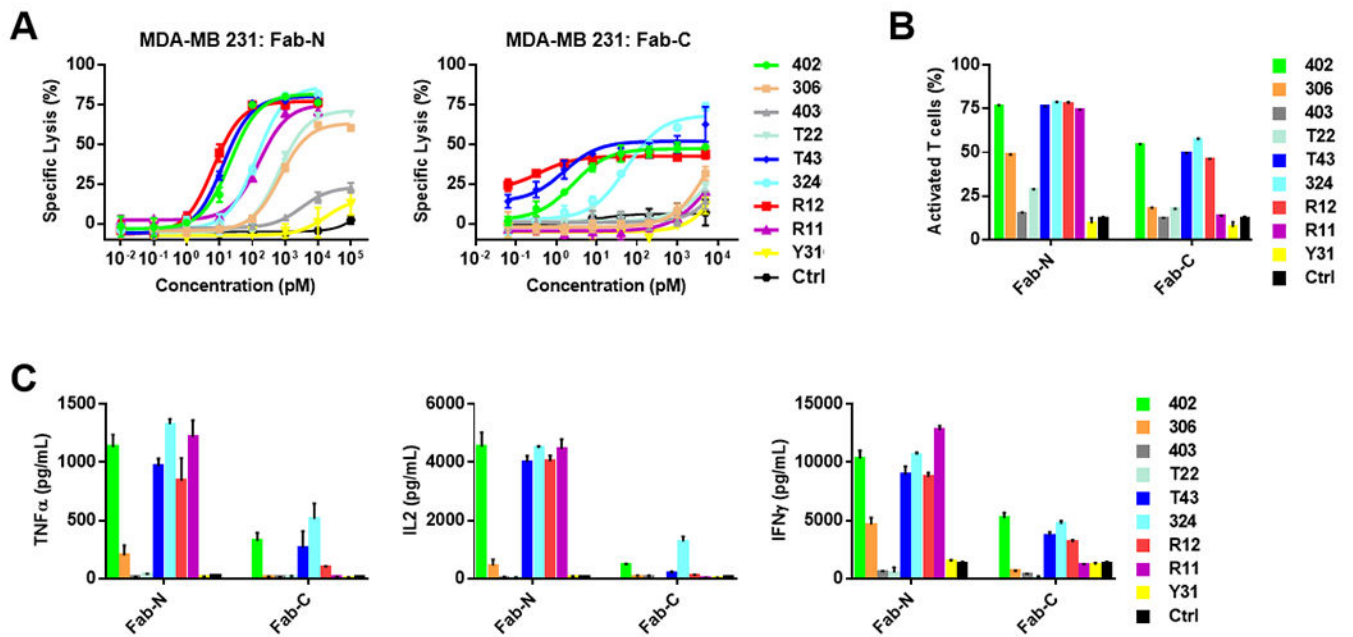 A
MDA-MB 231: Fab-N
Specific Lysis (%)
100
75
50
25
0
10⁻² 10⁻¹ 10⁰ 10¹ 10² 10³ 10⁴ 10⁵
Concentration (pM)
MDA-MB 231: Fab-C
Specific Lysis (%)
100
75
50
25
0
10⁻² 10⁻¹ 10⁰ 10¹ 10² 10³ 10⁴
Concentration (pM)
402
306
403
T22
T43
324
R12
R11
Y31
Ctrl
B
Activated T cells (%)
100
75
50
25
0
Fab-N
Fab-C
402
306
403
T22
T43
324
R12
R11
Y31
Ctrl
C
TNFα (pg/mL)
1500
1000
500
0
Fab-N
Fab-C
IL2 (pg/mL)
6000
4000
2000
0
Fab-N
Fab-C
IFNγ (pg/mL)
15000
10000
5000
0
Fab-N
Fab-C
402
306
403
T22
T43
324
R12
R11
Y31
Ctrl